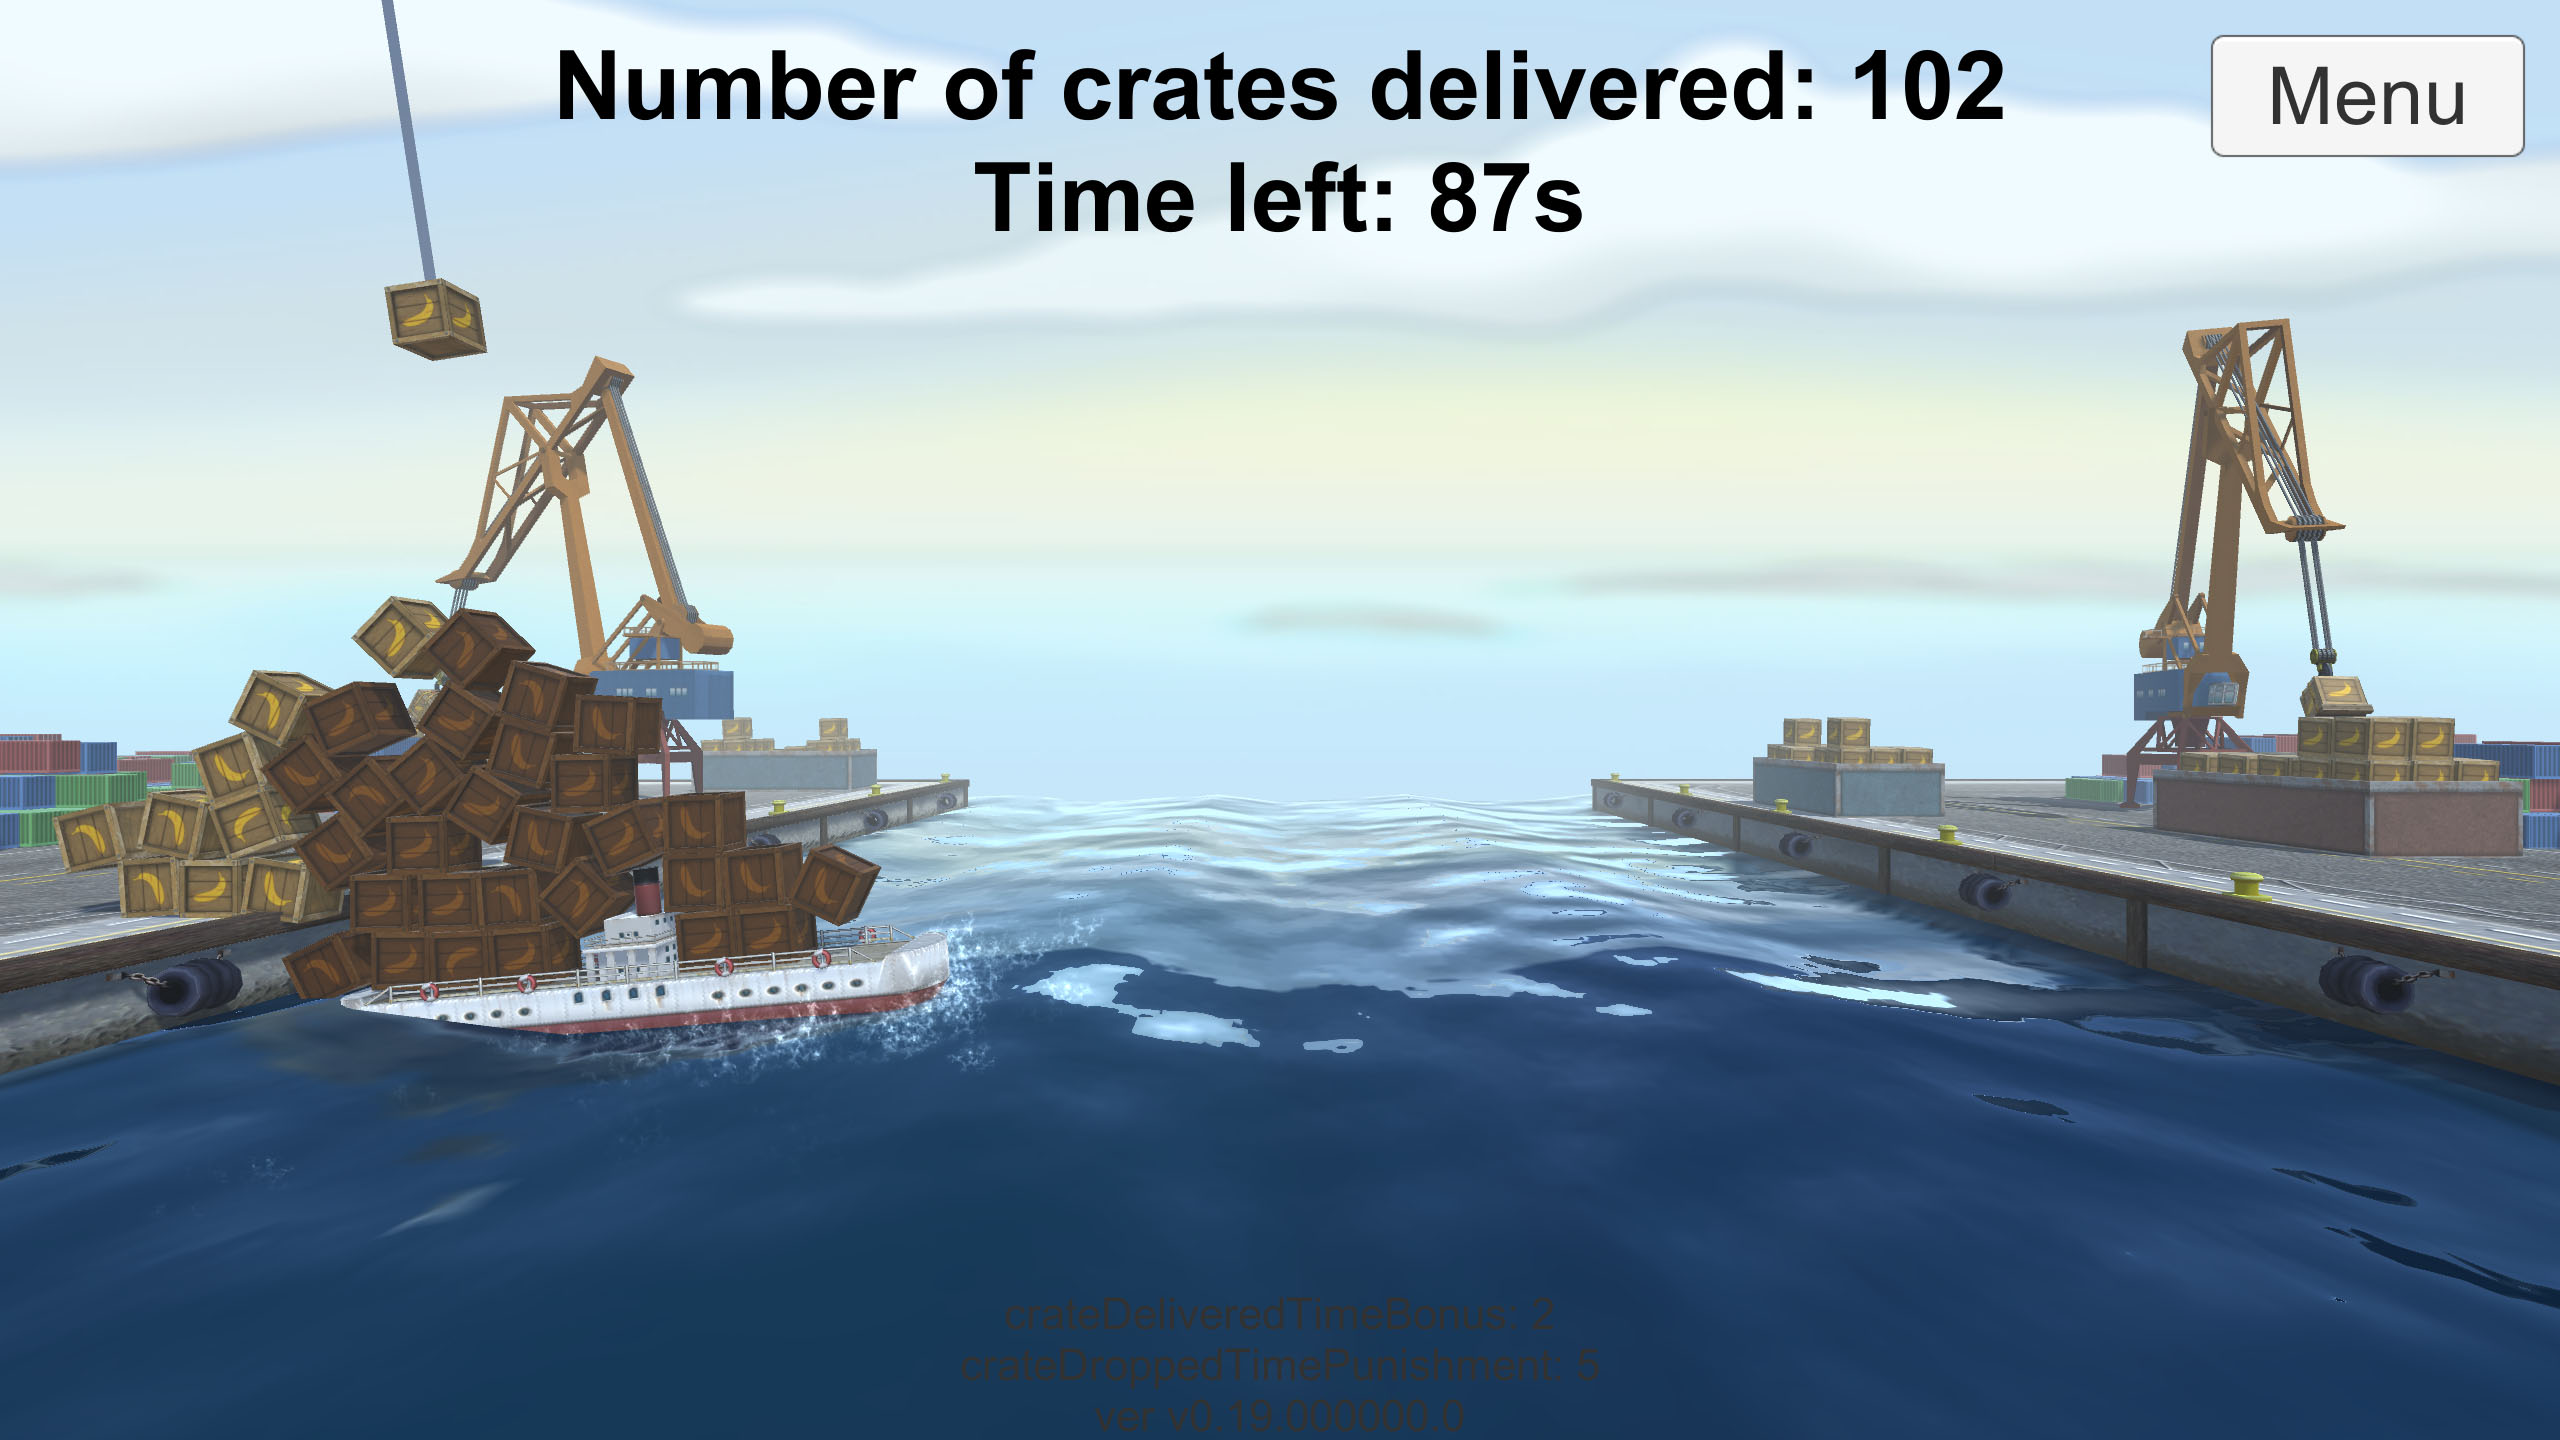 Number of crates delivered: 102
Time left: 87s
Menu
crateDeliveredTimeBonus: 2
crateDroppedTimePunishment: 5
ver v0.19.000000.0